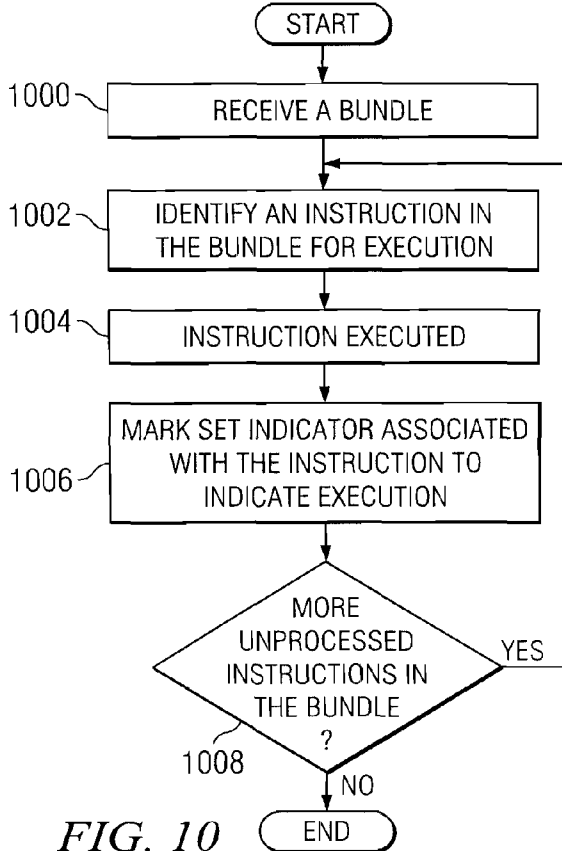 START
1000
RECEIVE A BUNDLE
1002
IDENTIFY AN INSTRUCTION IN
THE BUNDLE FOR EXECUTION
1004
INSTRUCTION EXECUTED
MARK SET INDICATOR ASSOCIATED
WITH THE INSTRUCTION TO
INDICATE EXECUTION
1006
MORE
UNPROCESSED
INSTRUCTIONS IN
THE BUNDLE
?
YES
1008
NO
FIG. 10
END